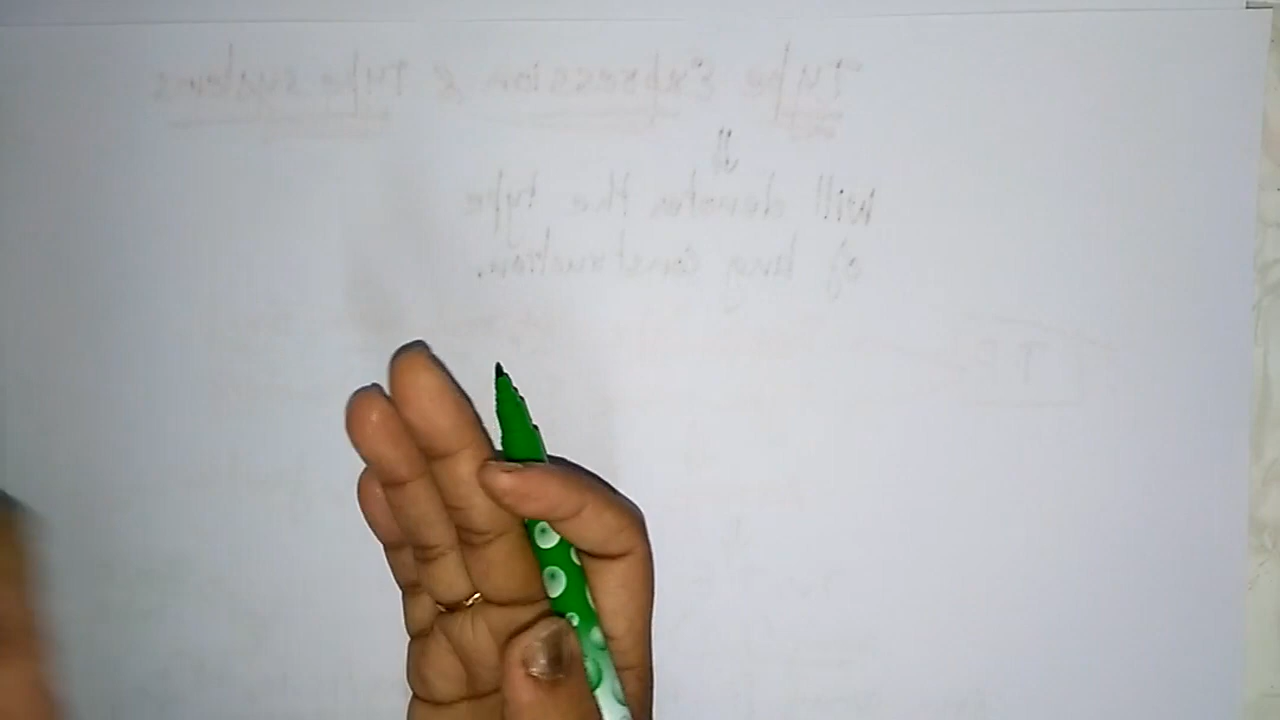 Type Expression & Type systems
will denotes the type
of lang construction.